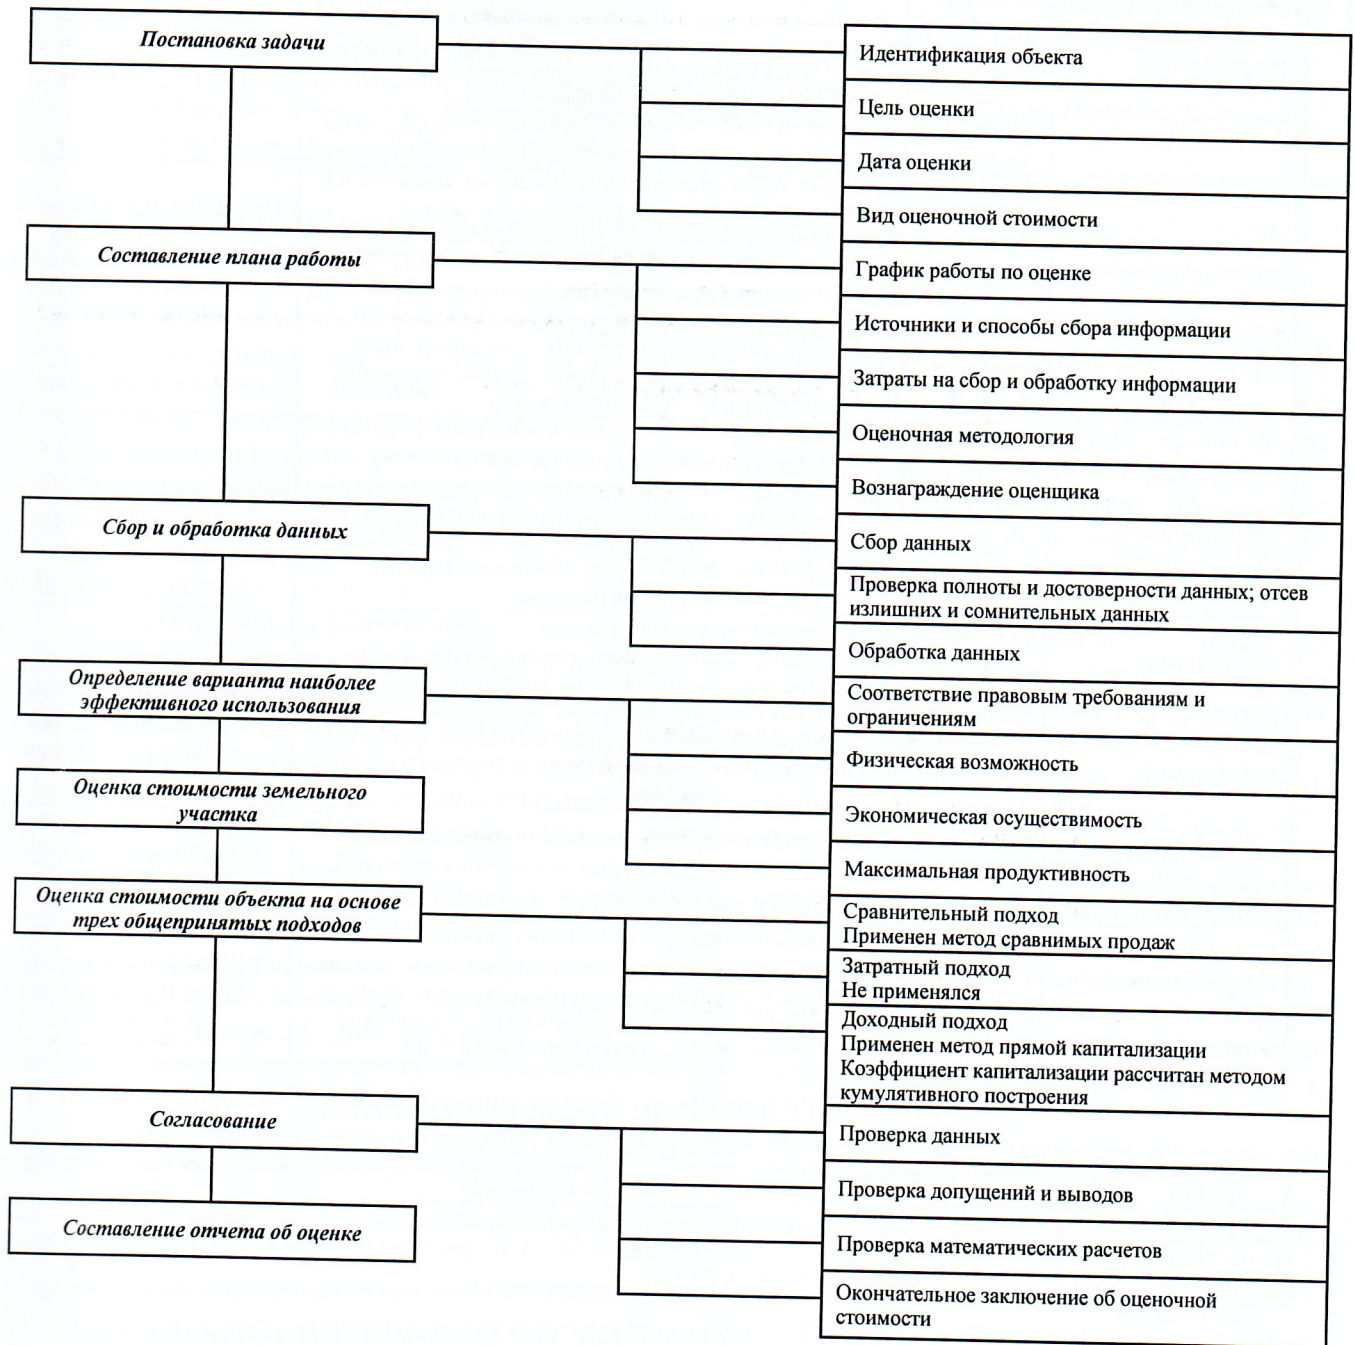 Постановка задачи
Идентификация объекта
Цель оценки
Дата оценки
Вид оценочной стоимости
Составление плана работы
График работы по оценке
Источники и способы сбора информации
Затраты на сбор и обработку информации
Оценочная методология
Вознаграждение оценщика
Сбор и обработка данных
Сбор данных
Проверка полноты и достоверности данных; отсев
излишних и сомнительных данных
Обработка данных
Определение варианта наиболее
эффективного использования
Соответствие правовым требованиям и
ограничениям
Физическая возможность
Экономическая осуществимость
Максимальная продуктивность
Оценка стоимости земельного
участка
Оценка стоимости объекта на основе
трех общепринятых подходов
Сравнительный подход
Применен метод сравнимых продаж
Затратный подход
Не применялся
Доходный подход
Применен метод прямой капитализации
Коэффициент капитализации рассчитан методом
кумулятивного построения
Согласование
Проверка данных
Проверка допущений и выводов
Проверка математических расчетов
Окончательное заключение об оценочной
стоимости
Составление отчета об оценке